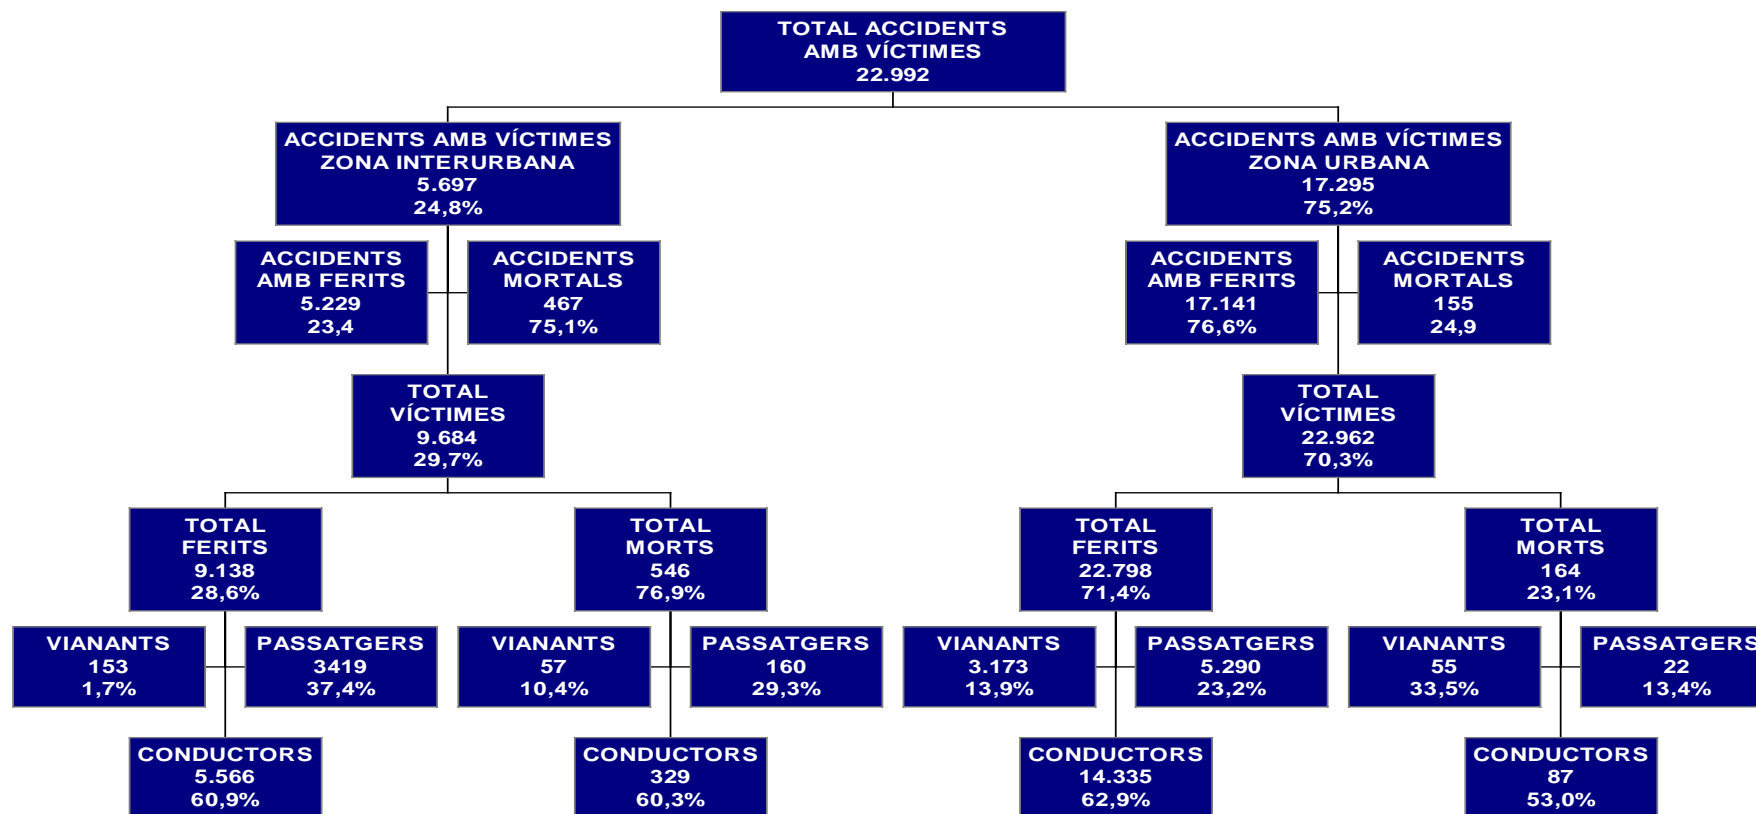 TOTAL ACCIDENTS
AMB VÍCTIMES
22.992
ACCIDENTS AMB VÍCTIMES
ZONA INTERURBANA
5.697
24,8%
ACCIDENTS AMB VÍCTIMES
ZONA URBANA
17.295
75,2%
ACCIDENTS
AMB FERITS
5.229
23,4
ACCIDENTS
MORTALS
467
75,1%
ACCIDENTS
AMB FERITS
17.141
76,6%
ACCIDENTS
MORTALS
155
24,9
TOTAL
VÍCTIMES
9.684
29,7%
TOTAL
VÍCTIMES
22.962
70,3%
TOTAL
FERITS
9.138
28,6%
TOTAL
MORTS
546
76,9%
TOTAL
FERITS
22.798
71,4%
TOTAL
MORTS
164
23,1%
VIANANTS
153
1,7%
PASSATGERS
3419
37,4%
VIANANTS
57
10,4%
PASSATGERS
160
29,3%
VIANANTS
3.173
13,9%
PASSATGERS
5.290
23,2%
VIANANTS
55
33,5%
PASSATGERS
22
13,4%
CONDUCTORS
5.566
60,9%
CONDUCTORS
329
60,3%
CONDUCTORS
14.335
62,9%
CONDUCTORS
87
53,0%